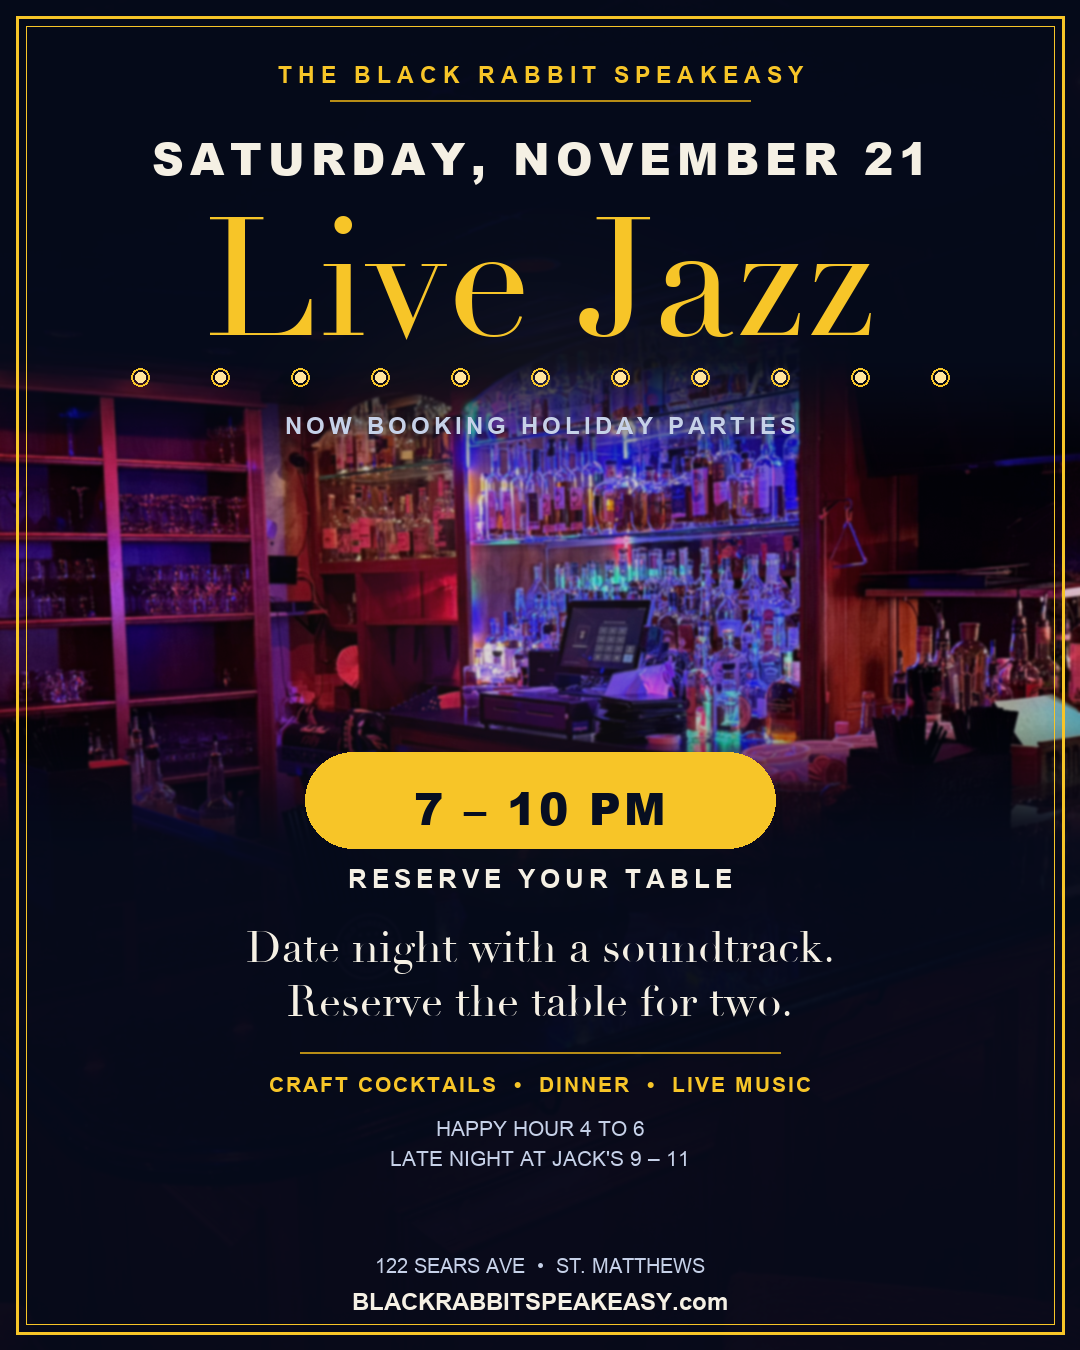 THE BLACK RABBIT SPEAKEASY
SATURDAY, NOVEMBER 21
Live Jazz
NOW BOOKING HOLIDAY PARTIES
7 – 10 PM
RESERVE YOUR TABLE
Date night with a soundtrack.
Reserve the table for two.
CRAFT COCKTAILS • DINNER • LIVE MUSIC
HAPPY HOUR 4 TO 6
LATE NIGHT AT JACK'S 9 – 11
122 SEARS AVE • ST. MATTHEWS
BLACKRABBITSPEAKEASY.com